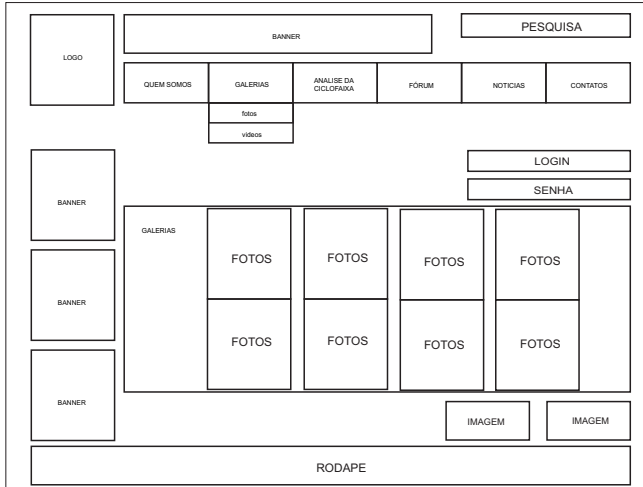 LOGO
BANNER
PESQUISA
QUEM SOMOS
GALERIAS
ANALISE DA
CICLOFAIXA
FÓRUM
NOTICIAS
CONTATOS
fotos
videos
LOGIN
SENHA
BANNER
BANNER
BANNER
GALERIAS
FOTOS
FOTOS
FOTOS
FOTOS
FOTOS
FOTOS
FOTOS
FOTOS
IMAGEM
IMAGEM
RODAPE